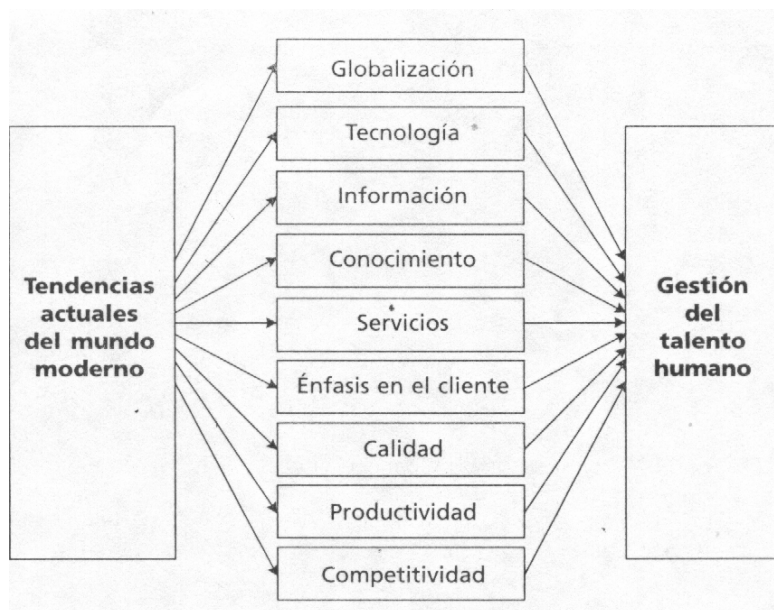 Tendencias
actuales
del mundo
moderno
Globalización
Tecnología
Información
Conocimiento
Servicios
Énfasis en el cliente
Calidad
Productividad
Competitividad
Gestión
del
talento
humano